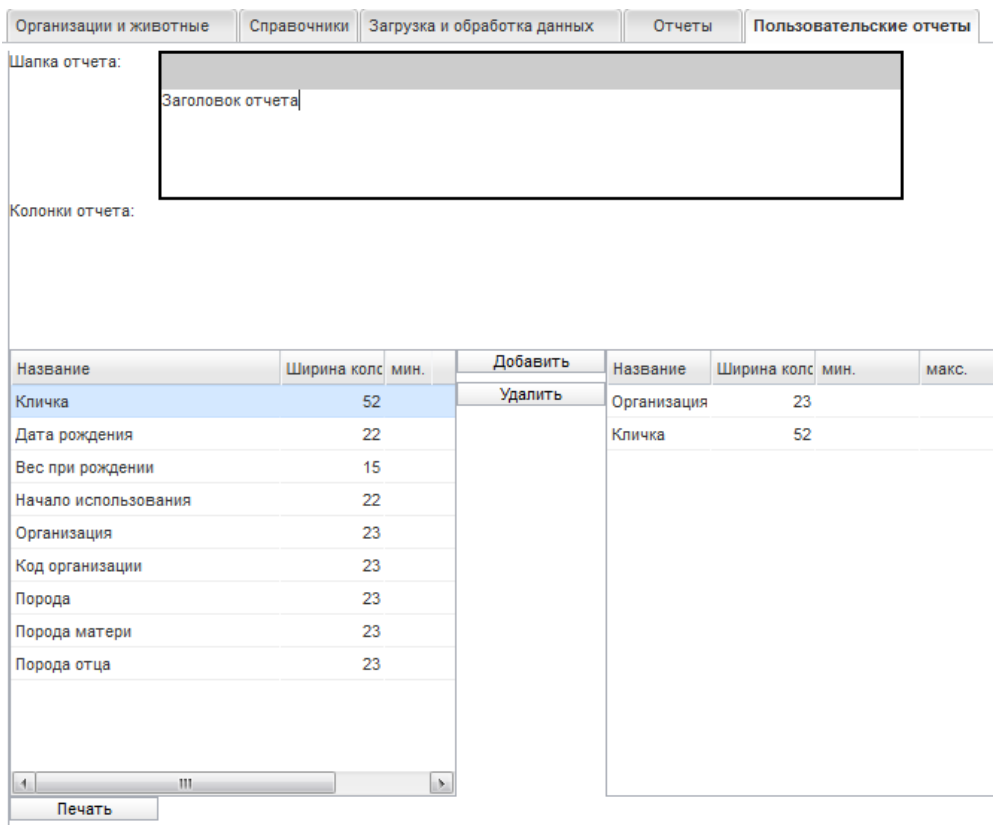 Организации и животные Справочники Загрузка и обработка данных Отчеты Пользовательские отчеты
Шапка отчета:
Заголовок отчета
Колонки отчета:
Название Ширина коло мин. Добавить Название Ширина коло мин. макс.
Кличка 52 Удалить Организация 23
Дата рождения 22 Кличка 52
Вес при рождении 15
Начало использования 22
Организация 23
Код организации 23
Порода 23
Порода матери 23
Порода отца 23
Печать